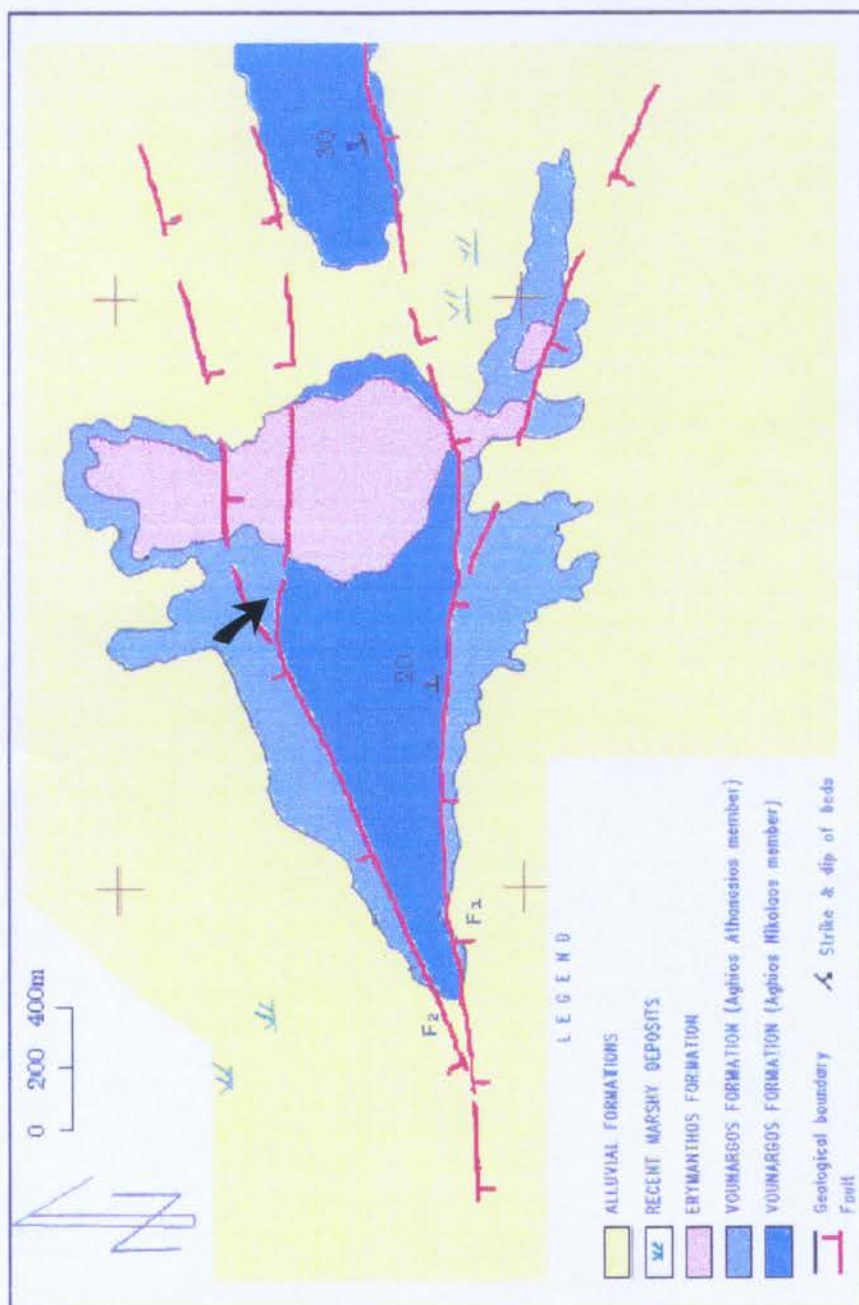 N
0 200 400m
30
20
F2
F1
L E G E N D
ALLUVIAL FORMATIONS
RECENT MARSHY DEPOSITS
ERYMANTHOS FORMATION
VOUNARGOS FORMATION (Aghios Athanasios member)
VOUNARGOS FORMATION (Aghios Nikolaos member)
Geological boundary
Strike & dip of beds
Fault